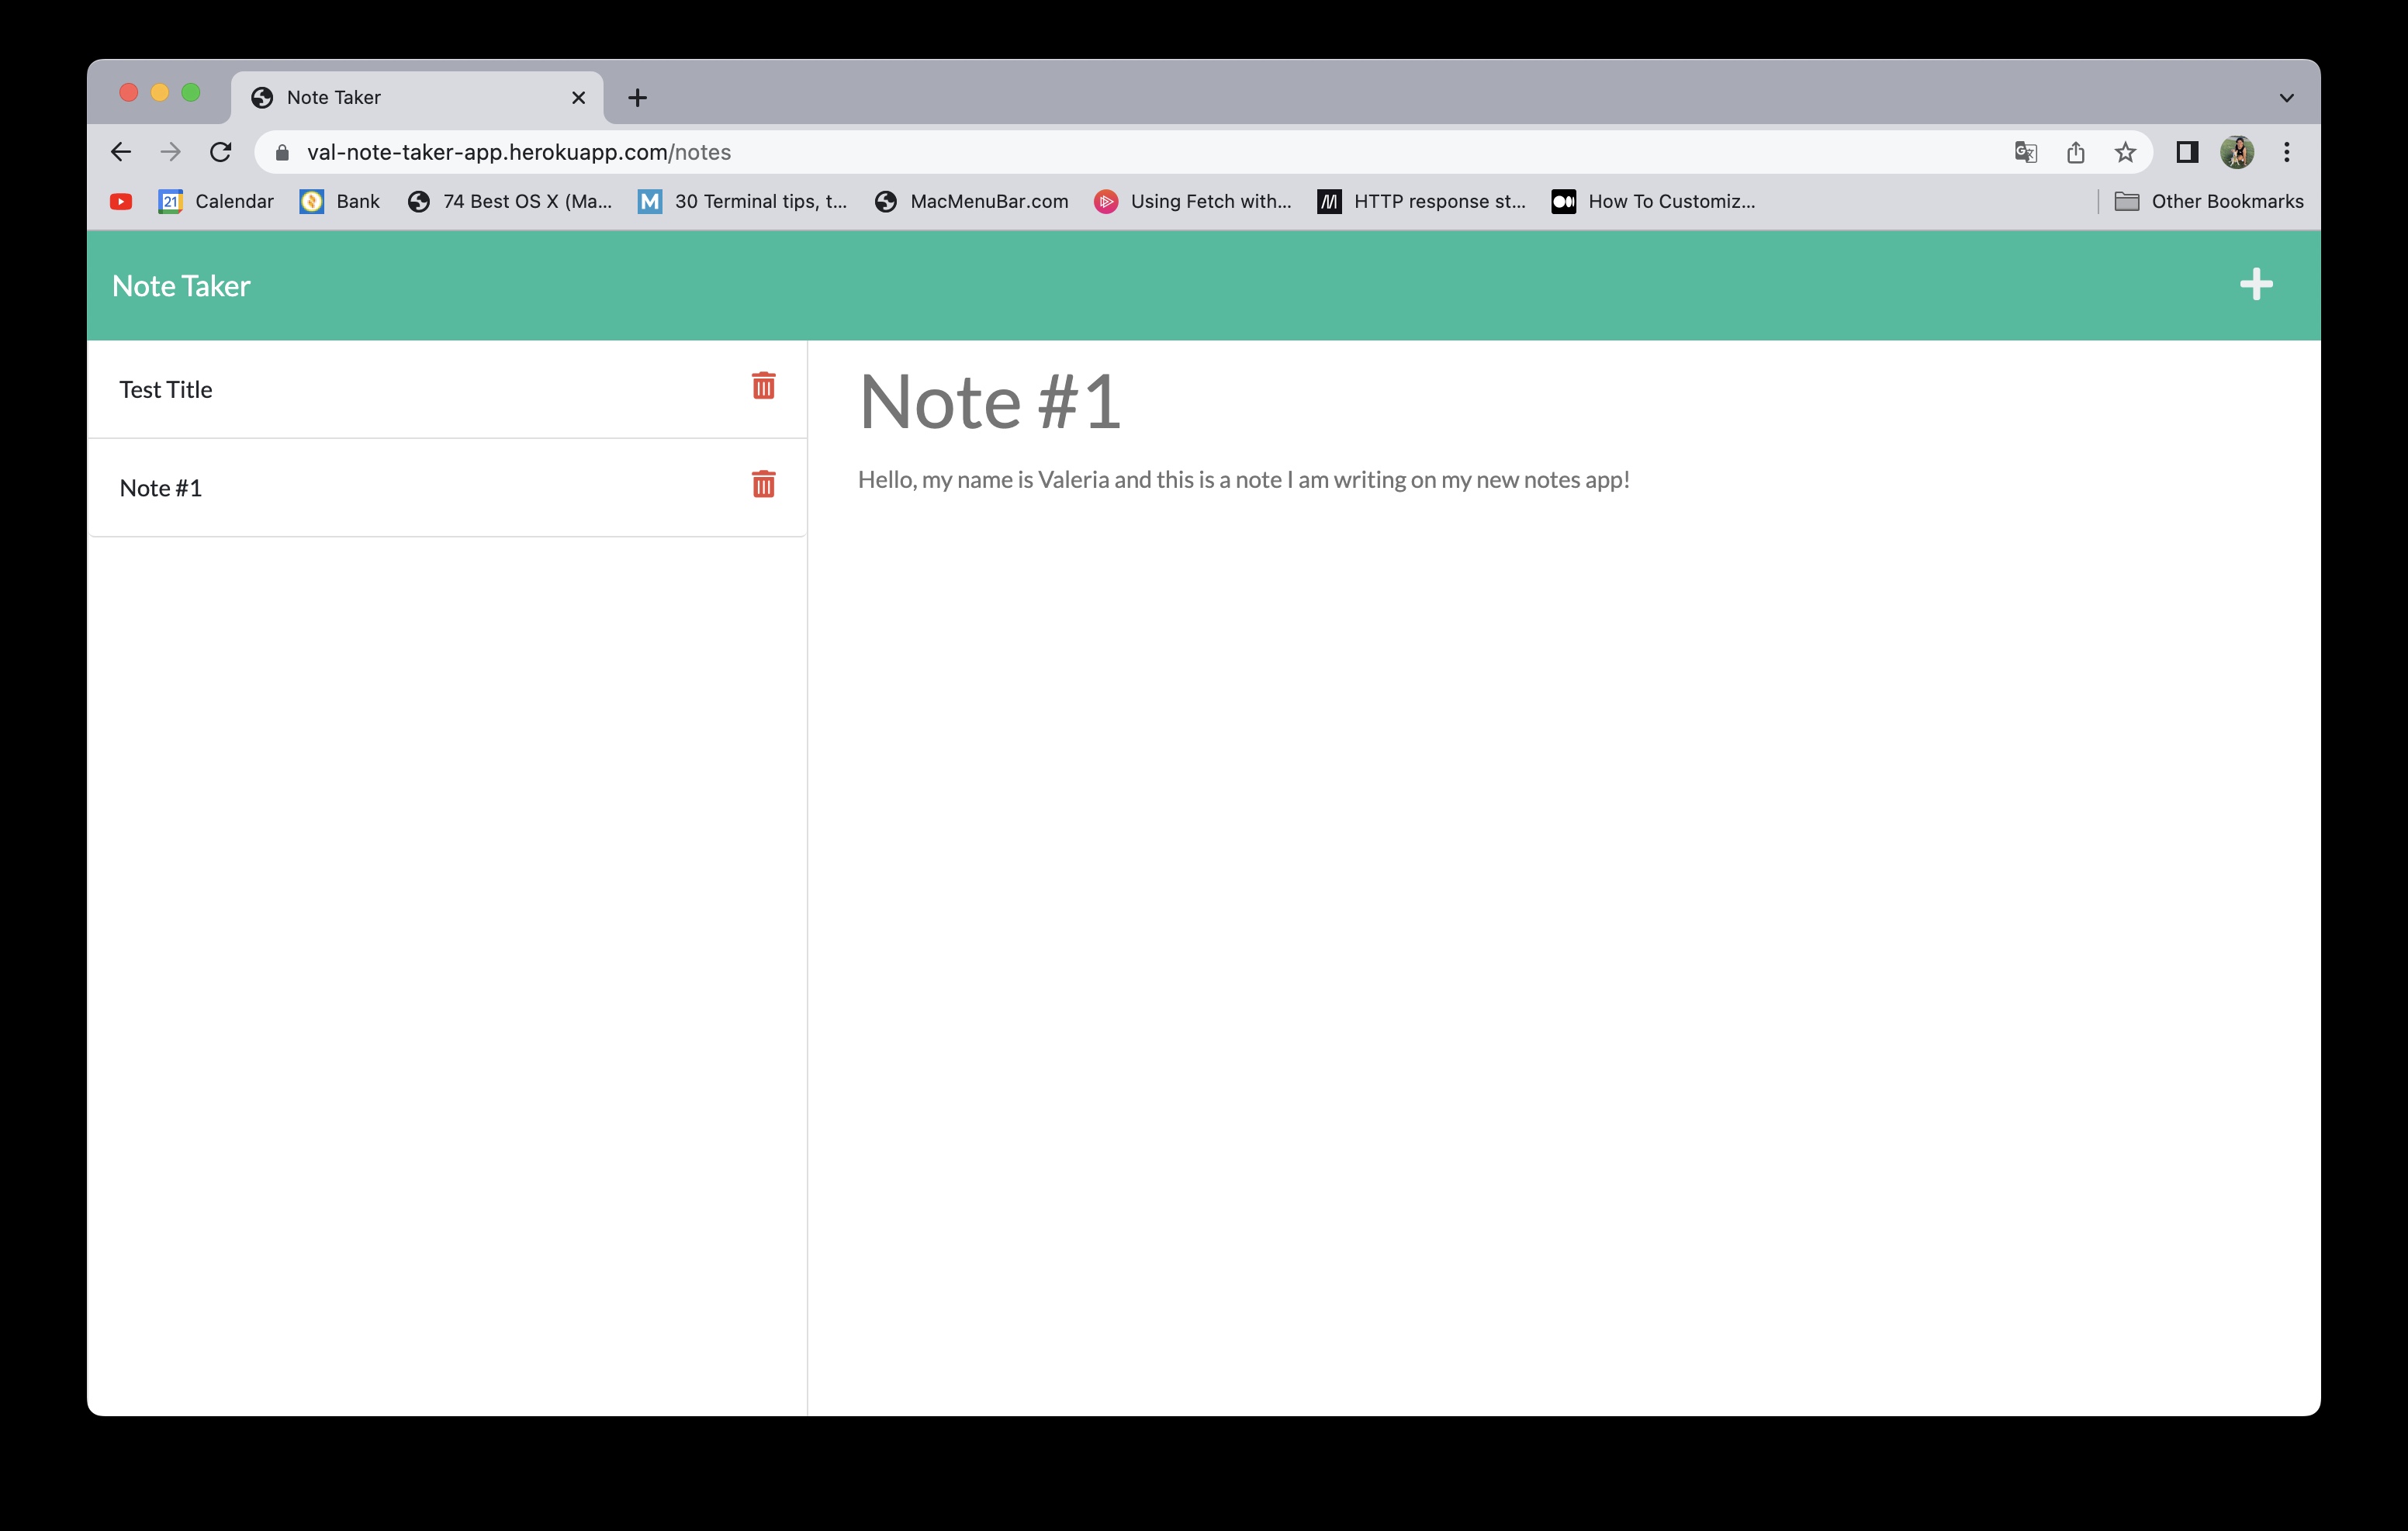 Note Taker
val-note-taker-app.herokuapp.com/notes
21 Calendar Bank 74 Best OS X (Ma... M 30 Terminal tips, t... MacMenuBar.com Using Fetch with... HTTP response st... How To Customiz... Other Bookmarks
Note Taker
Test Title
Note #1
Note #1
Hello, my name is Valeria and this is a note I am writing on my new notes app!